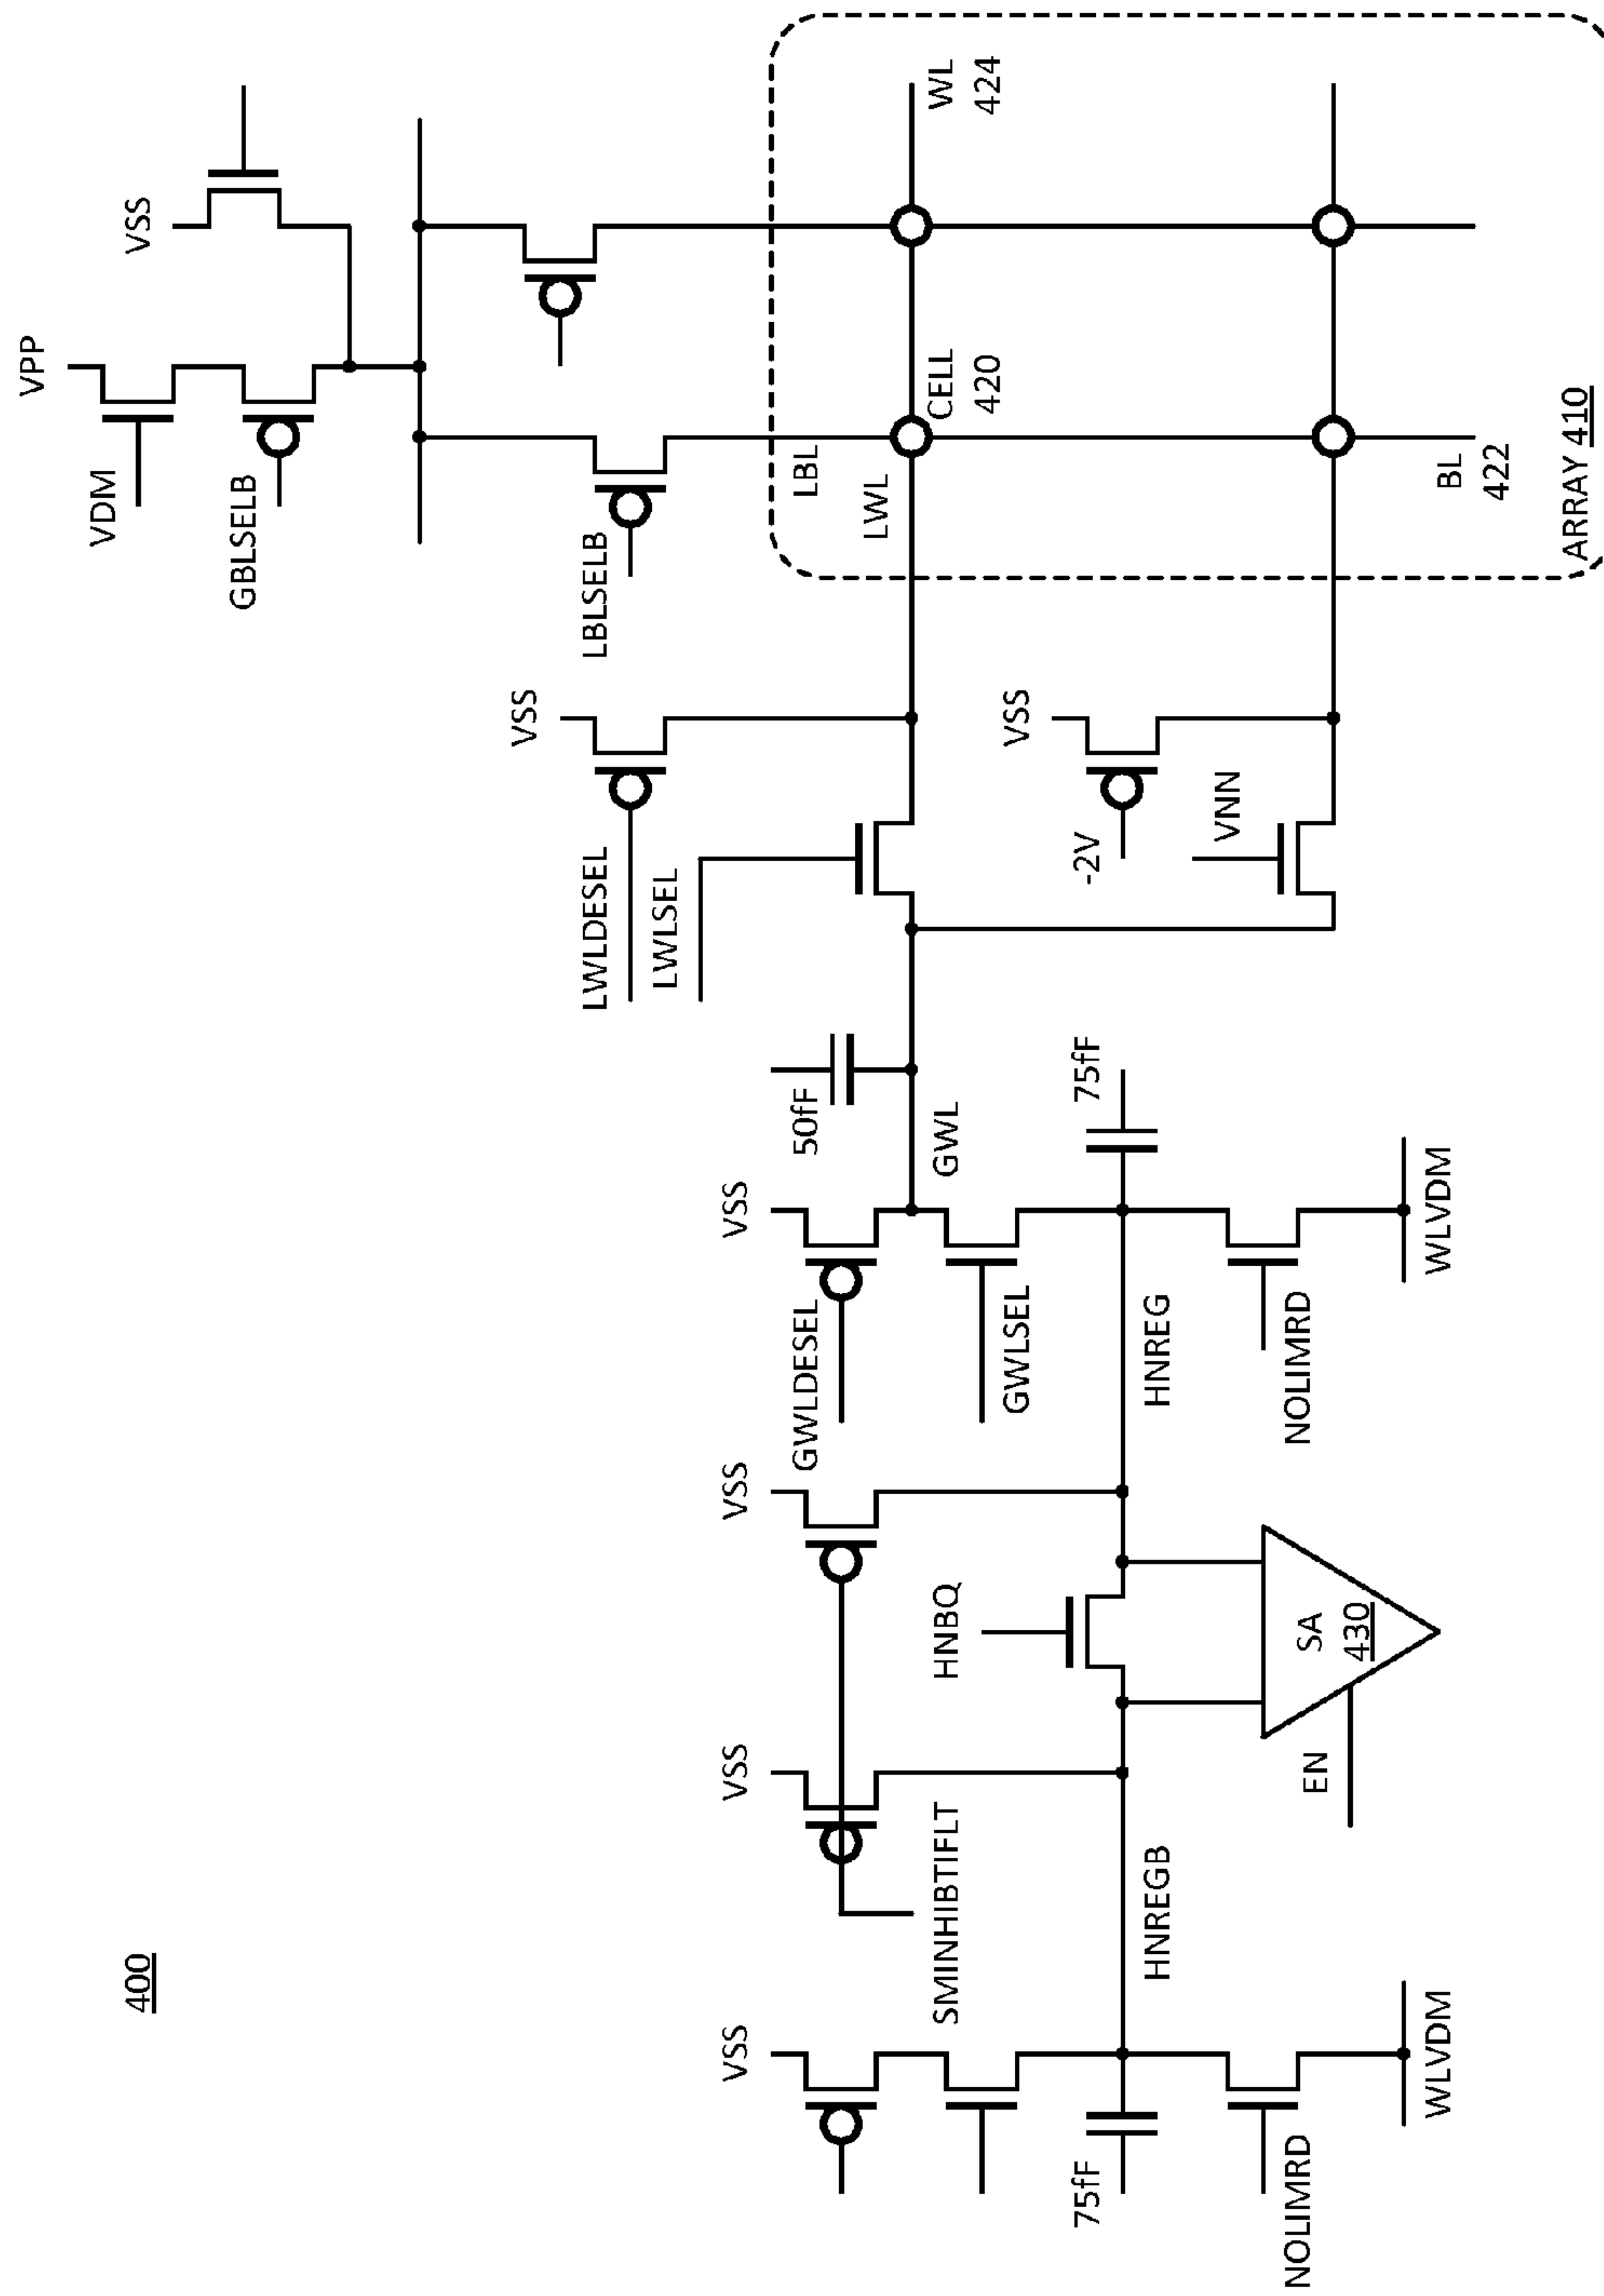 400
VPP
VSS
VDM
GBLSELB
LBLSELB
VSS
LWLDESEL
LWLSEL
LBL
LWL
CELL
420
WL
424
BL
422
ARRAY 410
VSS
-2V
VNN
50fF
GWL
75fF
VSS
GWLDESEL
GWLSEL
HNREG
NOLIMRD
WLVDM
VSS
HNBQ
SA
430
EN
VSS
SMINHIBTIFLT
HNREGB
VSS
75fF
NOLIMRD
WLVDM